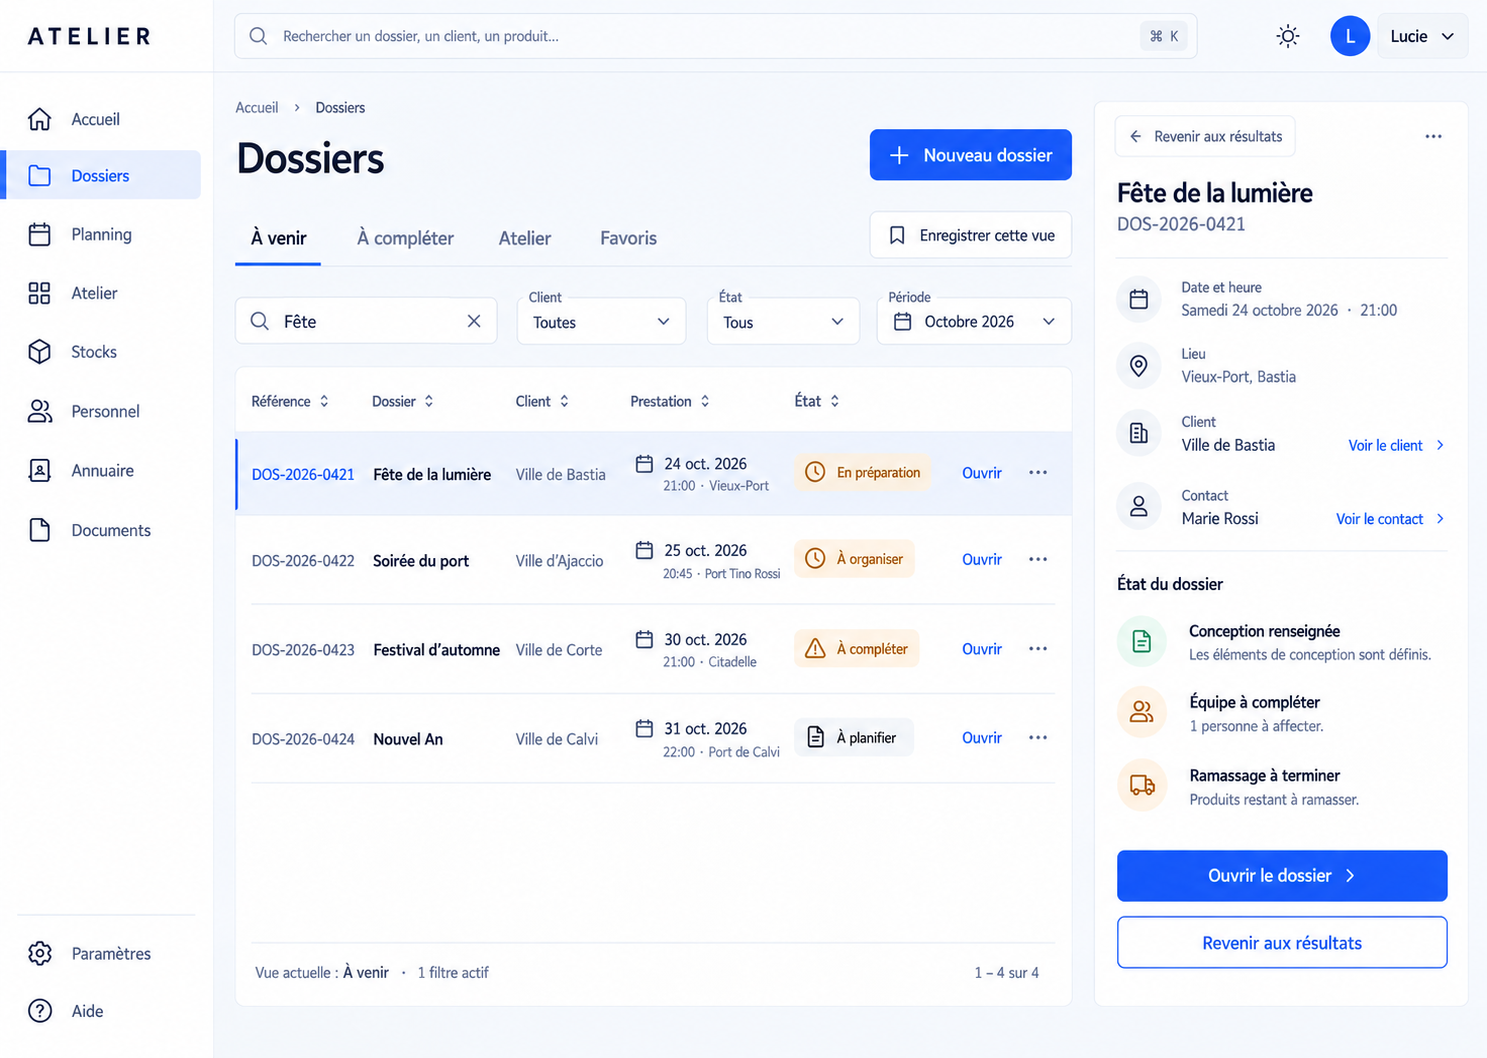 ATELIER
Rechercher un dossier, un client, un produit...
⌘ K
L
Lucie
Accueil
Dossiers
Planning
Atelier
Stocks
Personnel
Annuaire
Documents
Paramètres
Aide
Accueil > Dossiers
Dossiers
Nouveau dossier
À venir
À compléter
Atelier
Favoris
Enregistrer cette vue
Fête
Client
Toutes
État
Tous
Période
Octobre 2026
Référence Dossier Client Prestation État
DOS-2026-0421 Fête de la lumière Ville de Bastia 24 oct. 2026 En préparation Ouvrir
21:00 · Vieux-Port
DOS-2026-0422 Soirée du port Ville d'Ajaccio 25 oct. 2026 À organiser Ouvrir
20:45 · Port Tino Rossi
DOS-2026-0423 Festival d'automne Ville de Corte 30 oct. 2026 À compléter Ouvrir
21:00 · Citadelle
DOS-2026-0424 Nouvel An Ville de Calvi 31 oct. 2026 À planifier Ouvrir
22:00 · Port de Calvi
Vue actuelle : À venir · 1 filtre actif
1 – 4 sur 4
Revenir aux résultats
Fête de la lumière
DOS-2026-0421
Date et heure
Samedi 24 octobre 2026 · 21:00
Lieu
Vieux-Port, Bastia
Client
Ville de Bastia Voir le client
Contact
Marie Rossi Voir le contact
État du dossier
Conception renseignée
Les éléments de conception sont définis.
Équipe à compléter
1 personne à affecter.
Ramassage à terminer
Produits restant à ramasser.
Ouvrir le dossier
Revenir aux résultats